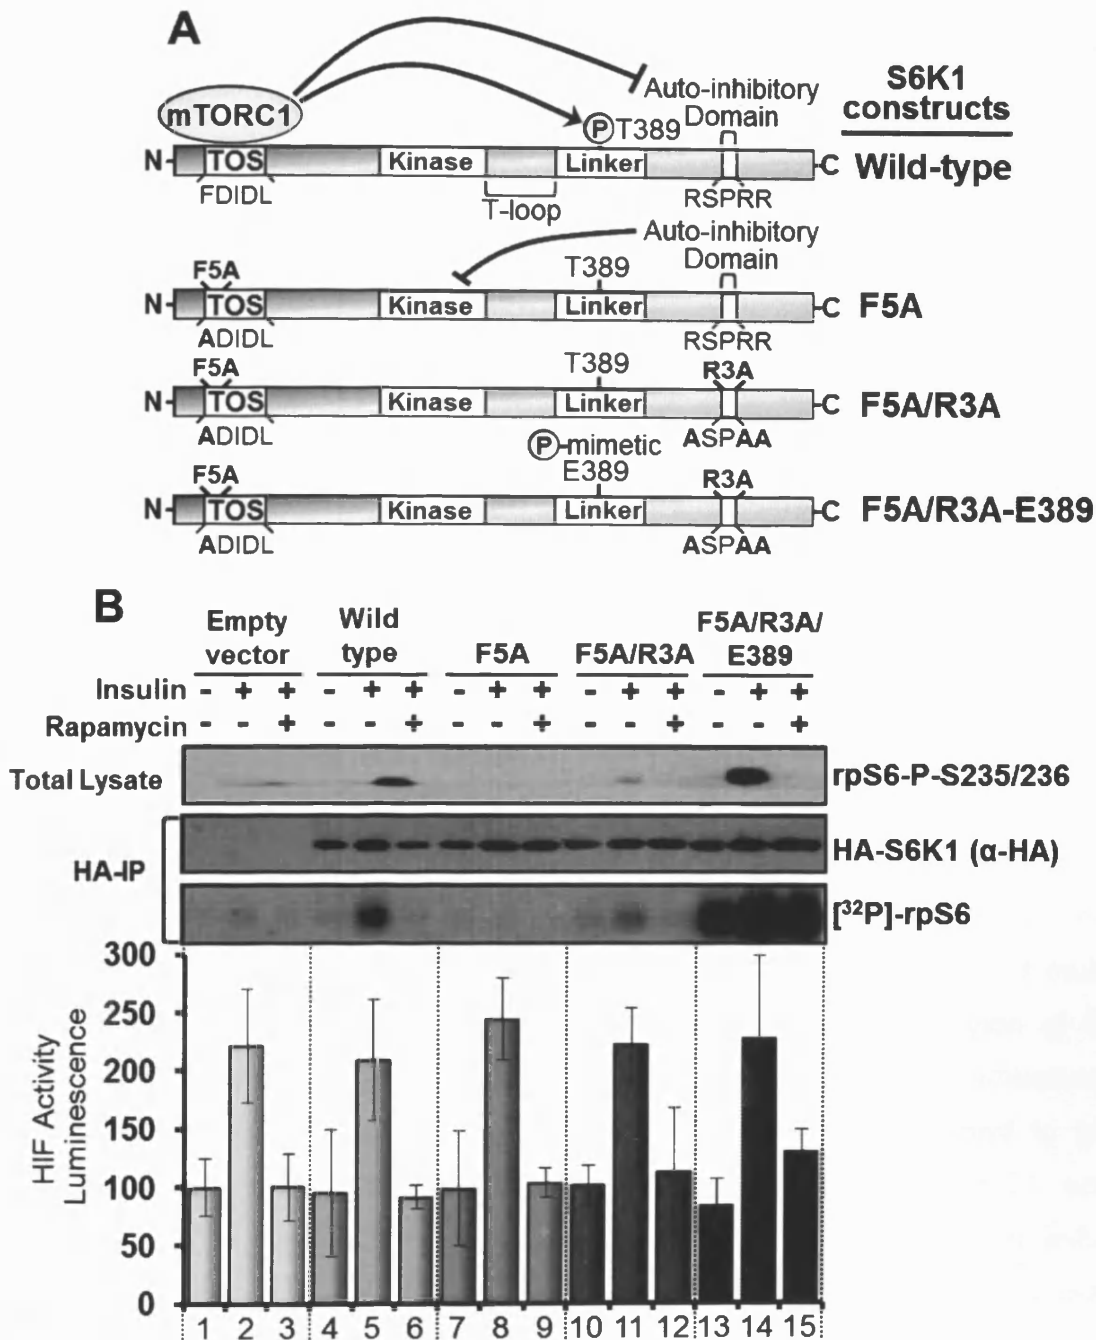 A
mTORC1
Auto-inhibitory
Domain
S6K1
constructs
P T389
N- TOS Kinase Linker -C Wild-type
FDIDL T-loop RSPRR
Auto-inhibitory
Domain
F5A T389
N- TOS Kinase Linker -C F5A
ADIDL RSPRR
F5A T389 R3A
N- TOS Kinase Linker -C F5A/R3A
ADIDL ASPAA
P-mimetic
F5A E389 R3A
N- TOS Kinase Linker -C F5A/R3A-E389
ADIDL ASPAA
B
Empty vector Wild type F5A F5A/R3A F5A/R3A/E389
Insulin - + + - + + - + + - + + - + +
Rapamycin - - + - - + - - + - - + - - +
Total Lysate rpS6-P-S235/236
HA-IP
HA-S6K1 (α-HA)
[³²P]-rpS6
HIF Activity
Luminescence
300
250
200
150
100
50
0
1 2 3 4 5 6 7 8 9 10 11 12 13 14 15